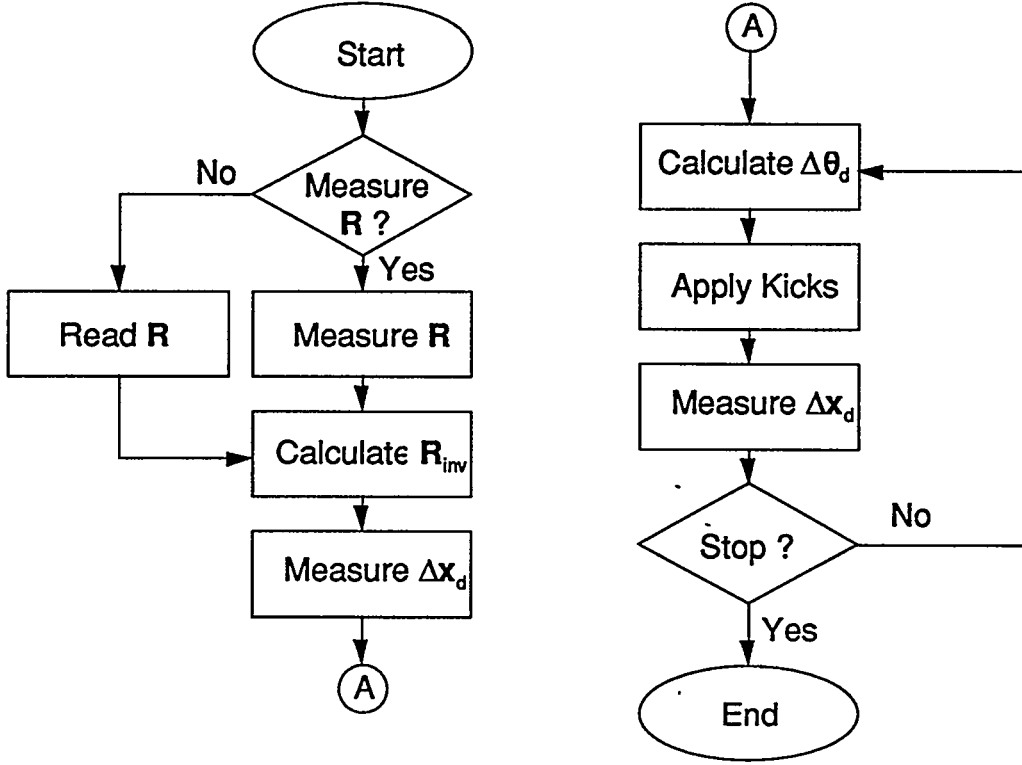 Start
Measure
R ?
No
Yes
Read R
Measure R
Calculate R_inv
Measure Δx_d
A
A
Calculate Δθ_d
Apply Kicks
Measure Δx_d
Stop ?
No
Yes
End